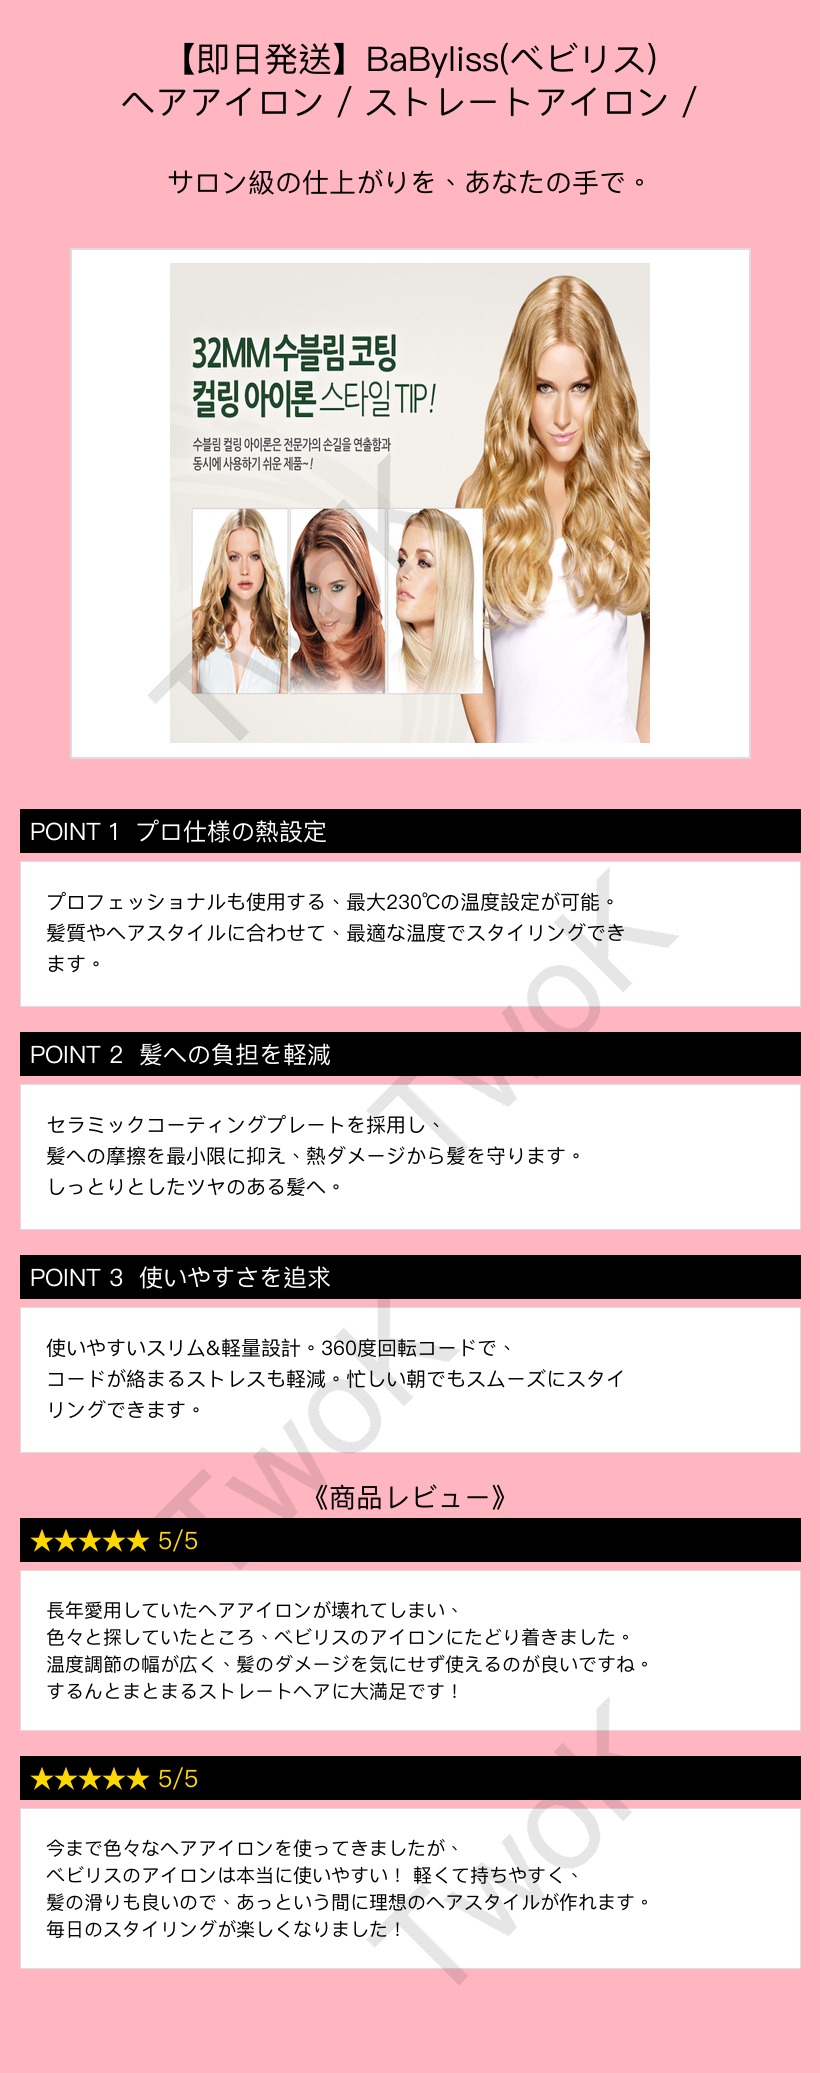 【即日発送】BaByliss(ベビリス)
ヘアアイロン / ストレートアイロン /
サロン級の仕上がりを、あなたの手で。
32MM 수블림 코팅
컬링 아이론 스타일 TIP!
수블림 컬링 아이론은 전문가의 손길을 연출함과
동시에 사용하기 쉬운 제품~!
TwoK
POINT 1 プロ仕様の熱設定
プロフェッショナルも使用する、最大230℃の温度設定が可能。
髪質やヘアスタイルに合わせて、最適な温度でスタイリングでき
ます。
TwoK
POINT 2 髪への負担を軽減
セラミックコーティングプレートを採用し、
髪への摩擦を最小限に抑え、熱ダメージから髪を守ります。
しっとりとしたツヤのある髪へ。
POINT 3 使いやすさを追求
使いやすいスリム&軽量設計。360度回転コードで、
コードが絡まるストレスも軽減。忙しい朝でもスムーズにスタイ
リングできます。
TwoK
《商品レビュー》
★★★★★ 5/5
長年愛用していたヘアアイロンが壊れてしまい、
色々と探していたところ、ベビリスのアイロンにたどり着きました。
温度調節の幅が広く、髪のダメージを気にせず使えるのが良いですね。
するんとまとまるストレートヘアに大満足です！
★★★★★ 5/5
今まで色々なヘアアイロンを使ってきましたが、
ベビリスのアイロンは本当に使いやすい！ 軽くて持ちやすく、
髪の滑りも良いので、あっという間に理想のヘアスタイルが作れます。
毎日のスタイリングが楽しくなりました！
TwoK